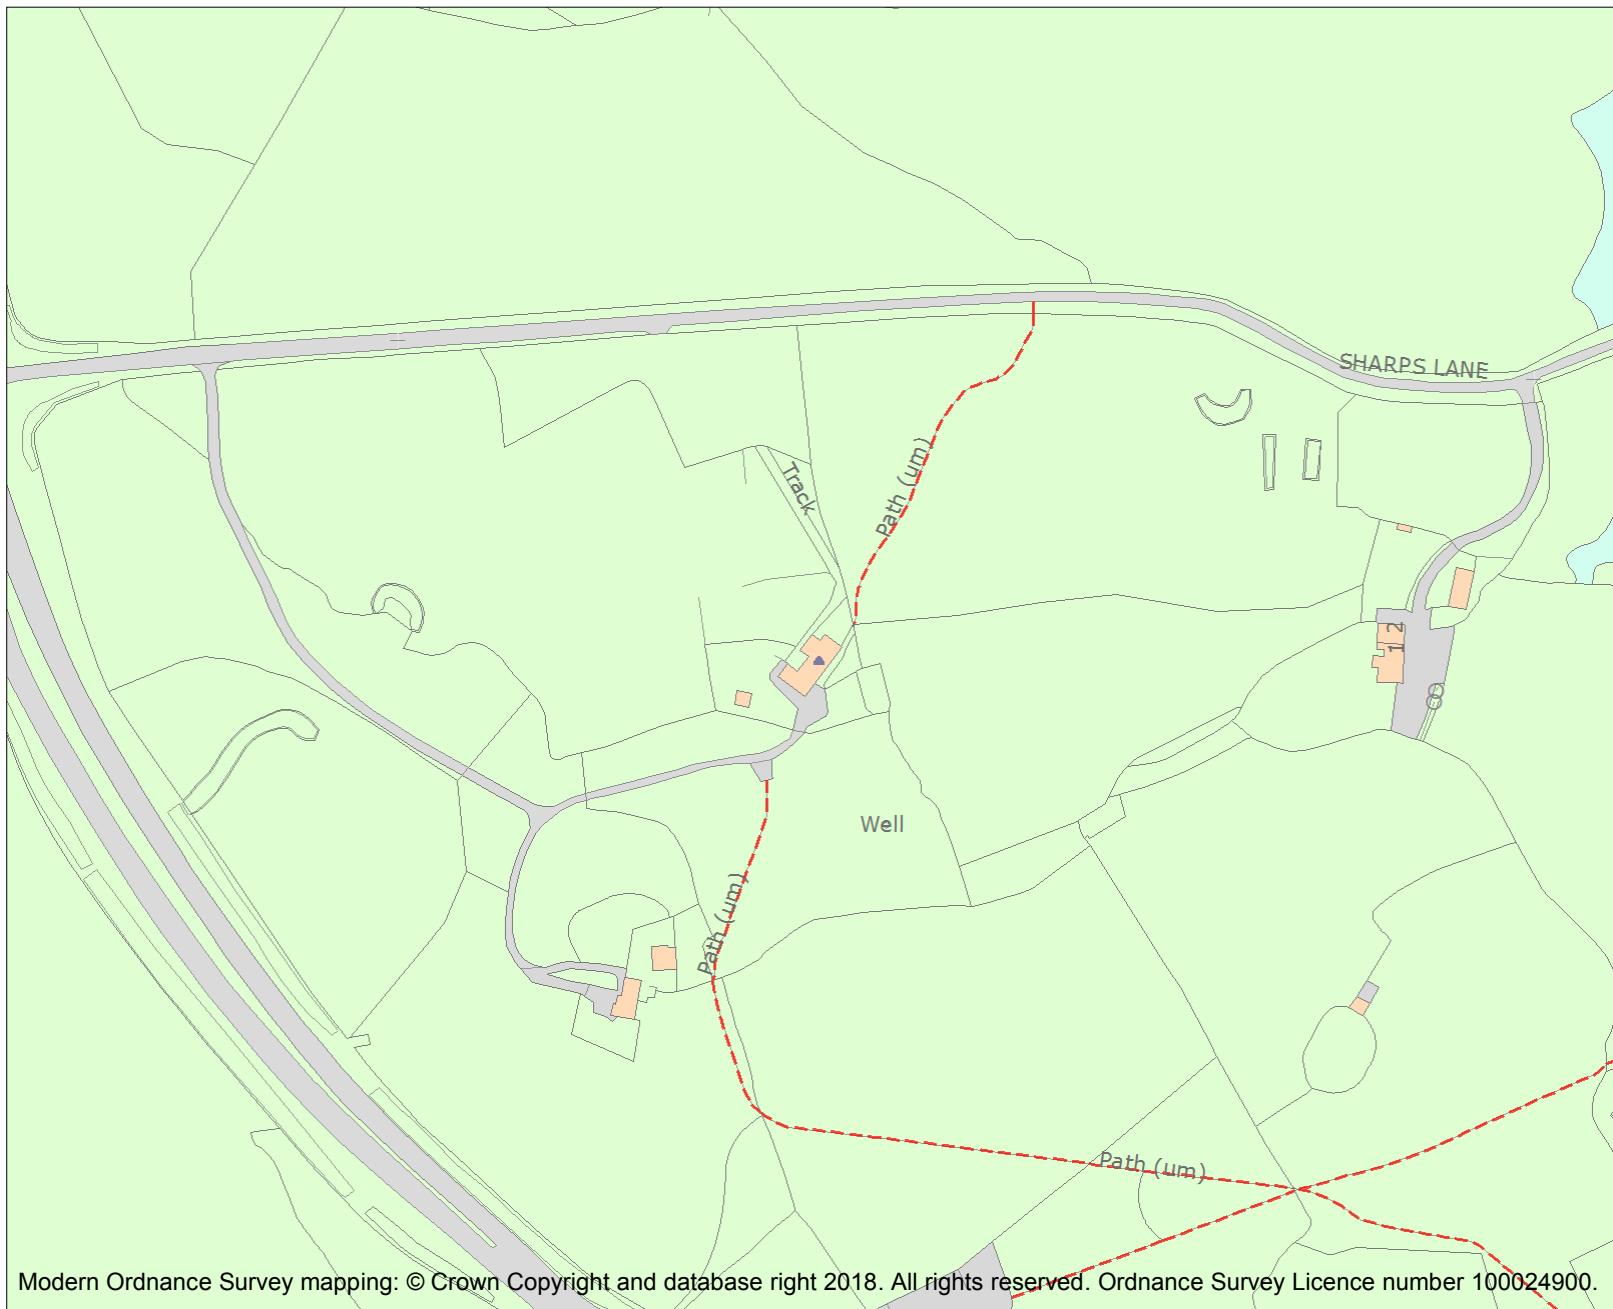 SHARPS LANE
Path (um)
Track
12
8
Well
Path (um)
Path (um)
Modern Ordnance Survey mapping: © Crown Copyright and database right 2018. All rights reserved. Ordnance Survey Licence number 100024900.